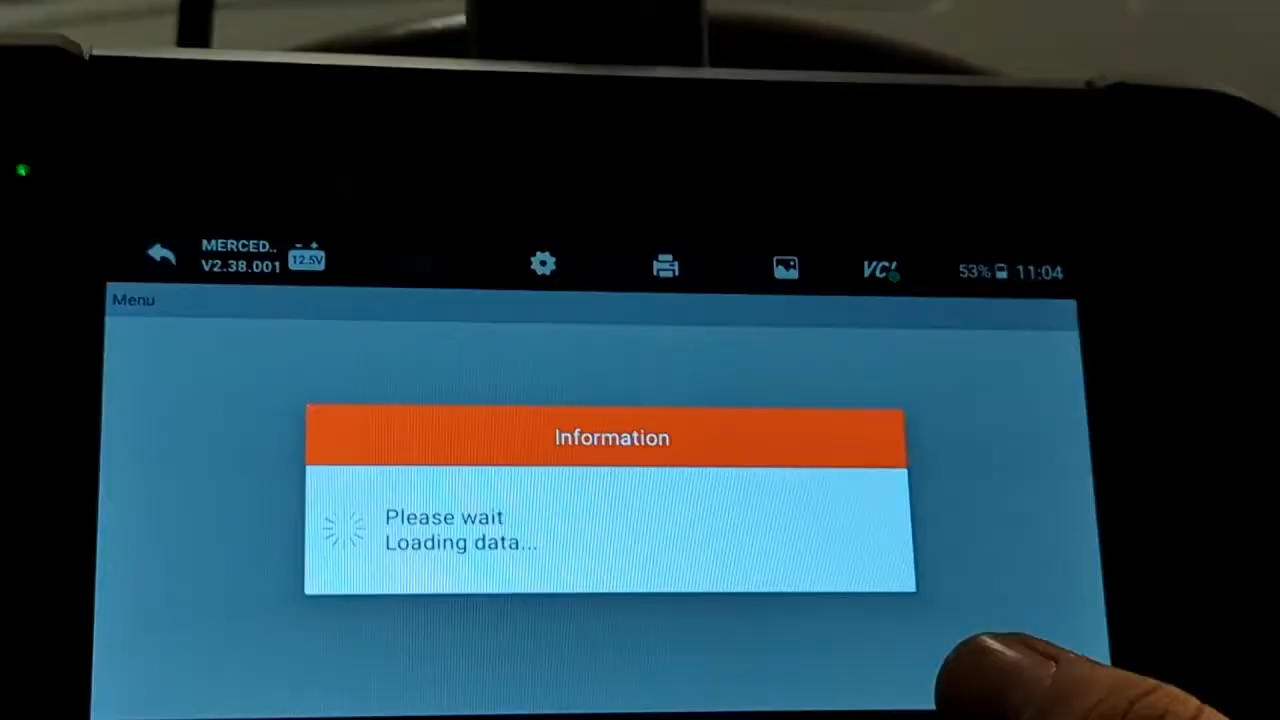 MERCED..
V2.38.001
- +
12.5V
VCI
53%
11:04
Menu
Information
Please wait
Loading data...